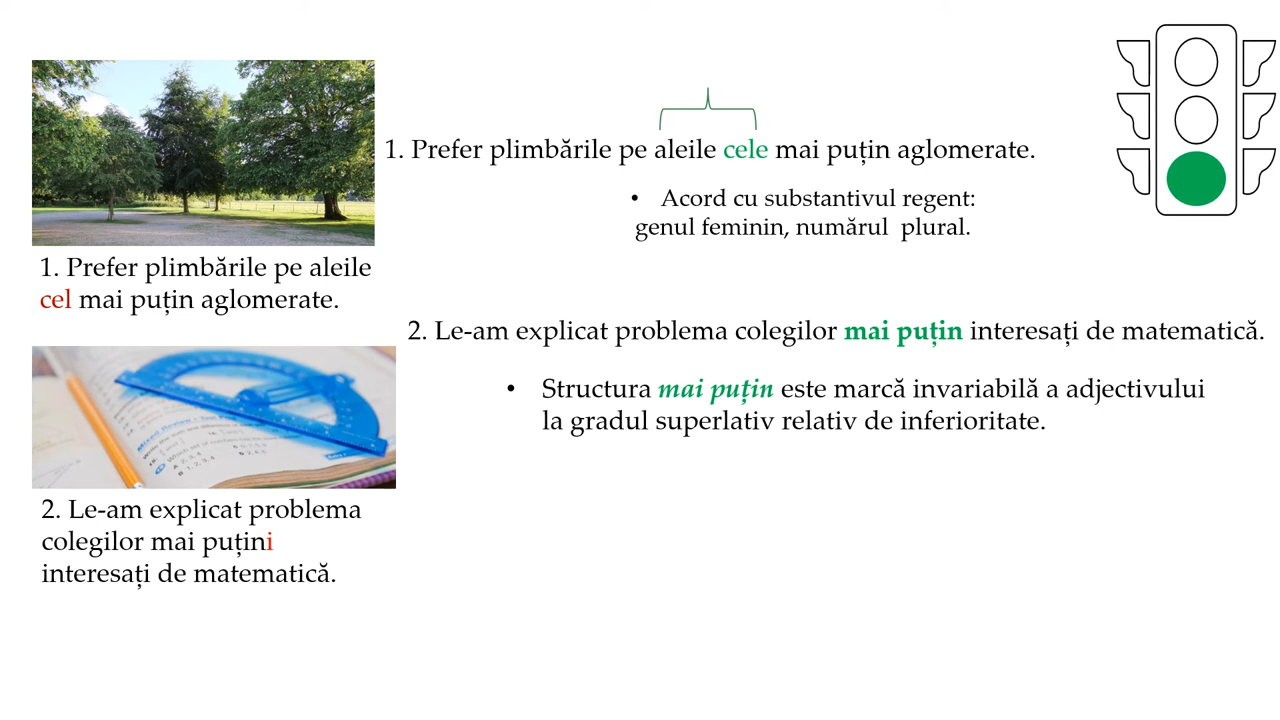 1. Prefer plimbările pe aleile
cel mai puțin aglomerate.
2. Le-am explicat problema
colegilor mai puțini
interesați de matematică.
1. Prefer plimbările pe aleile cele mai puțin aglomerate.
• Acord cu substantivul regent:
genul feminin, numărul plural.
2. Le-am explicat problema colegilor mai puțin interesați de matematică.
• Structura mai puțin este marcă invariabilă a adjectivului
la gradul superlativ relativ de inferioritate.